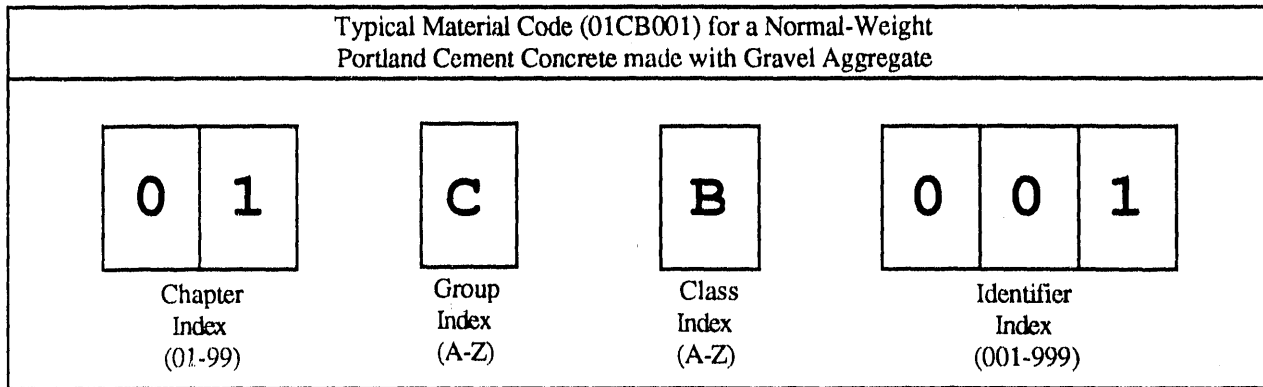 Typical Material Code (01CB001) for a Normal-Weight
Portland Cement Concrete made with Gravel Aggregate
0 1 C B 0 0 1
Chapter Group Class Identifier
Index Index Index Index
(01-99) (A-Z) (A-Z) (001-999)